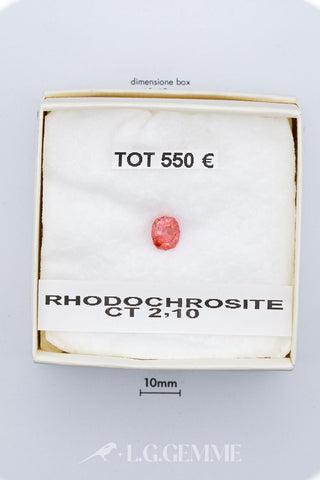 dimensione box
TOT 550 €
RHODOCHROSITE
CT 2,10
10mm
L.G.GEMME